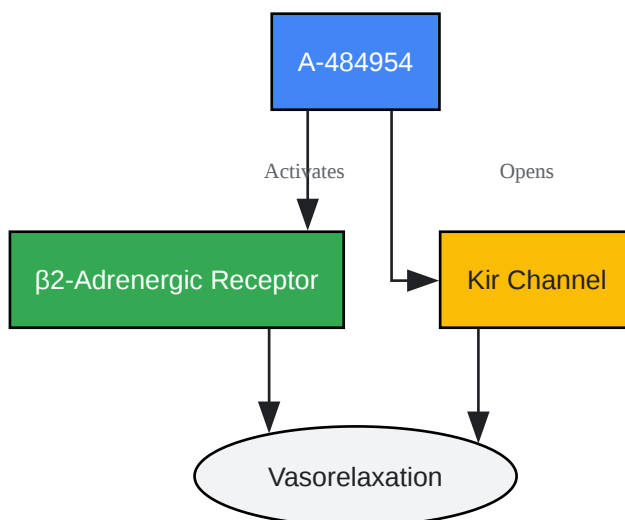 A-484954
Activates
Opens
β2-Adrenergic Receptor
Kir Channel
Vasorelaxation